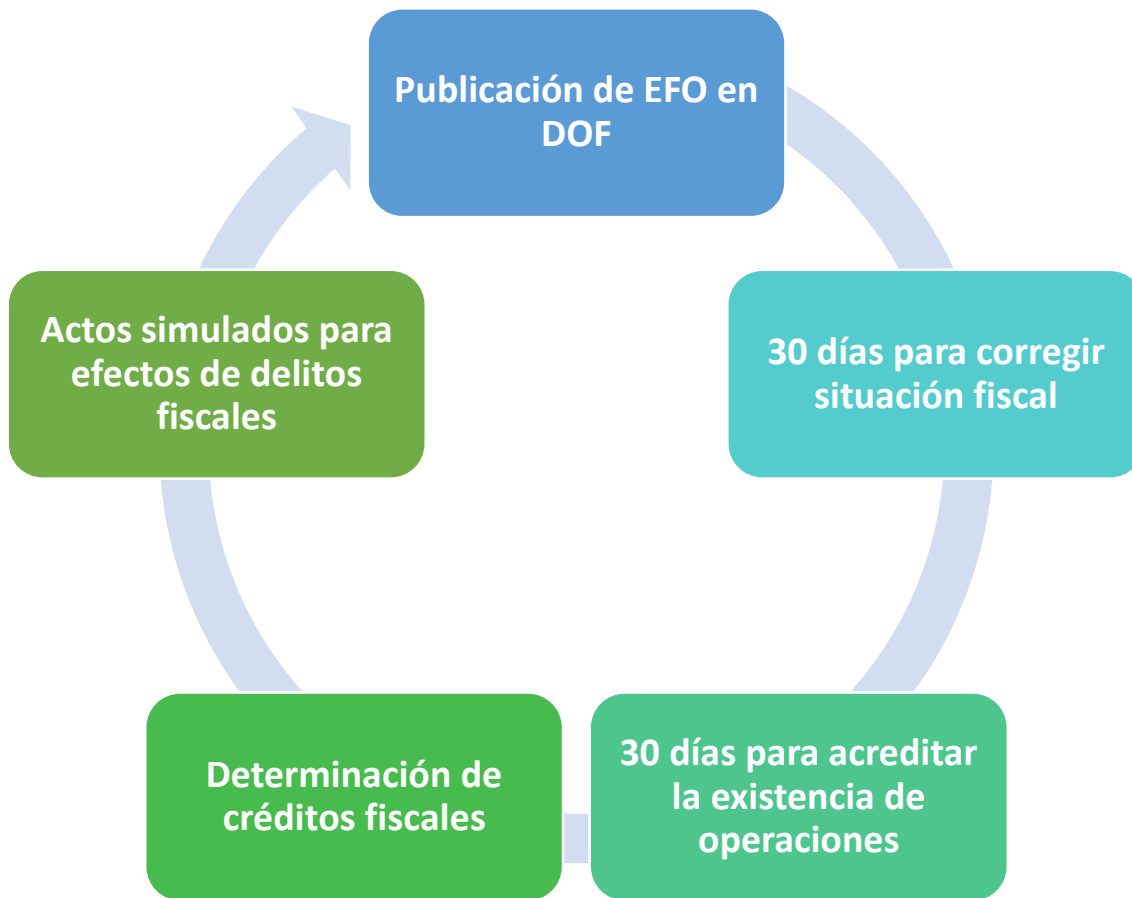 Publicación de EFO en
DOF
30 días para corregir
situación fiscal
30 días para acreditar
la existencia de
operaciones
Determinación de
créditos fiscales
Actos simulados para
efectos de delitos
fiscales